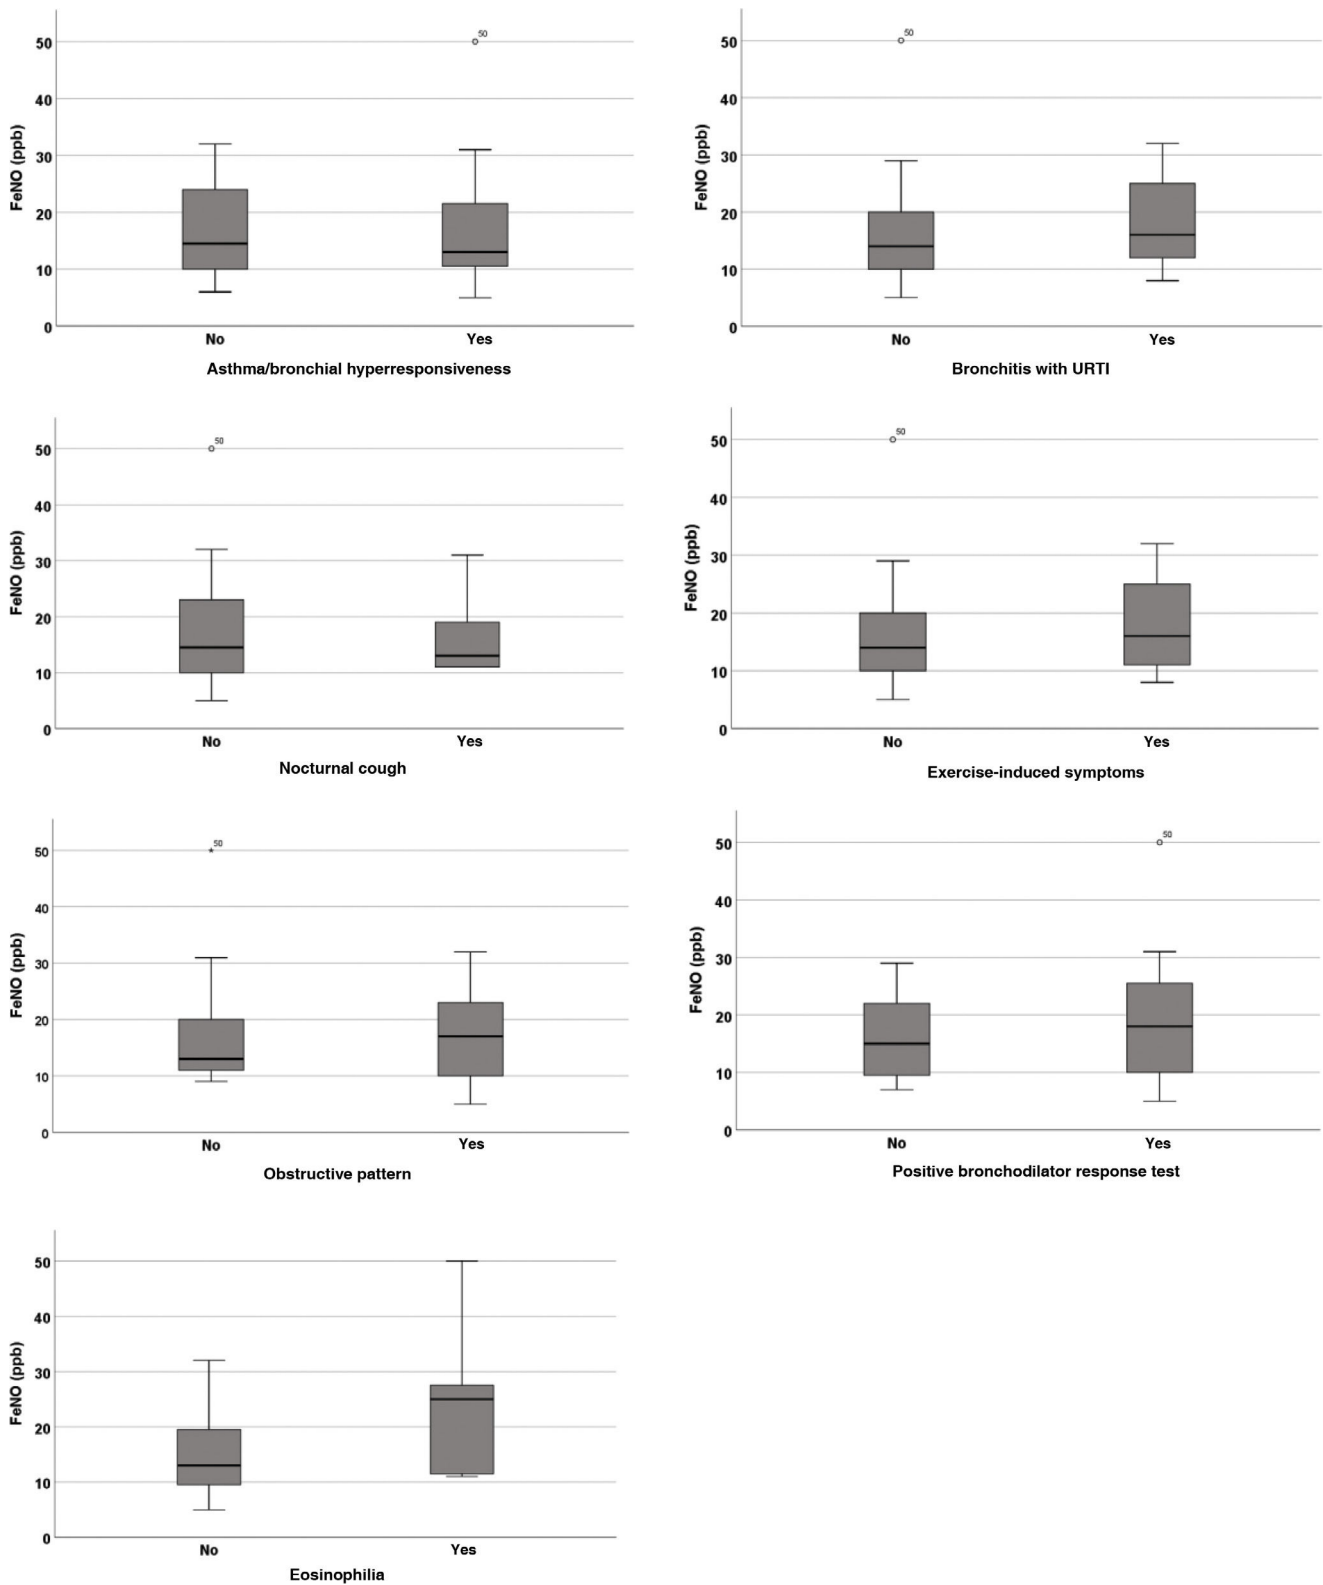 50
50
40
30
20
10
0
FeNO (ppb)
No
Yes
Asthma/bronchial hyperresponsiveness
50
50
40
30
20
10
0
FeNO (ppb)
No
Yes
Bronchitis with URTI
50
50
40
30
20
10
0
FeNO (ppb)
No
Yes
Nocturnal cough
50
50
40
30
20
10
0
FeNO (ppb)
No
Yes
Exercise-induced symptoms
50
50
40
30
20
10
0
FeNO (ppb)
No
Yes
Obstructive pattern
50
50
40
30
20
10
0
FeNO (ppb)
No
Yes
Positive bronchodilator response test
50
40
30
20
10
0
FeNO (ppb)
No
Yes
Eosinophilia